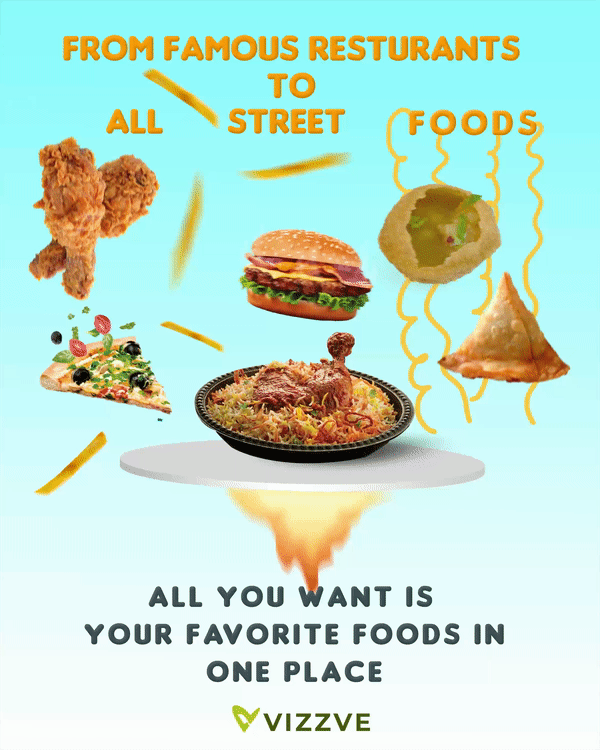 FROM FAMOUS RESTURANTS
TO
ALL STREET FOODS
ALL YOU WANT IS
YOUR FAVORITE FOODS IN
ONE PLACE
VIZZVE